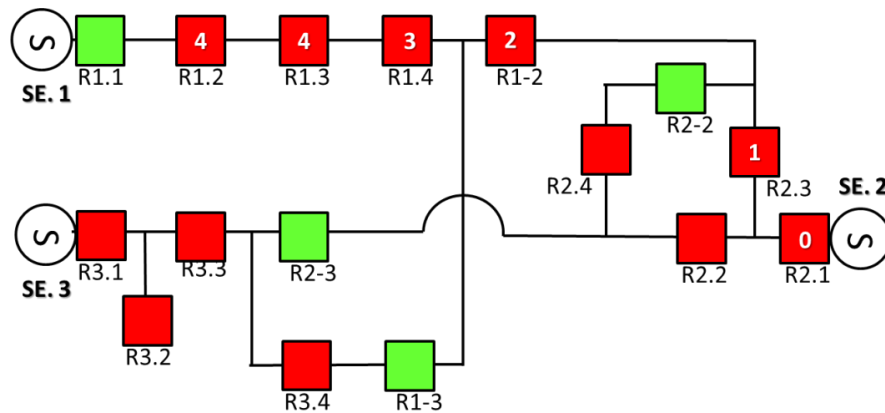 S
4
4
3
2
R1.1
R1.2
R1.3
R1.4
R1-2
SE. 1
R2-2
1
R2.4
R2.3
SE. 2
S
0
S
R3.1
R3.3
R2-3
R2.2
R2.1
SE. 3
R3.2
R3.4
R1-3